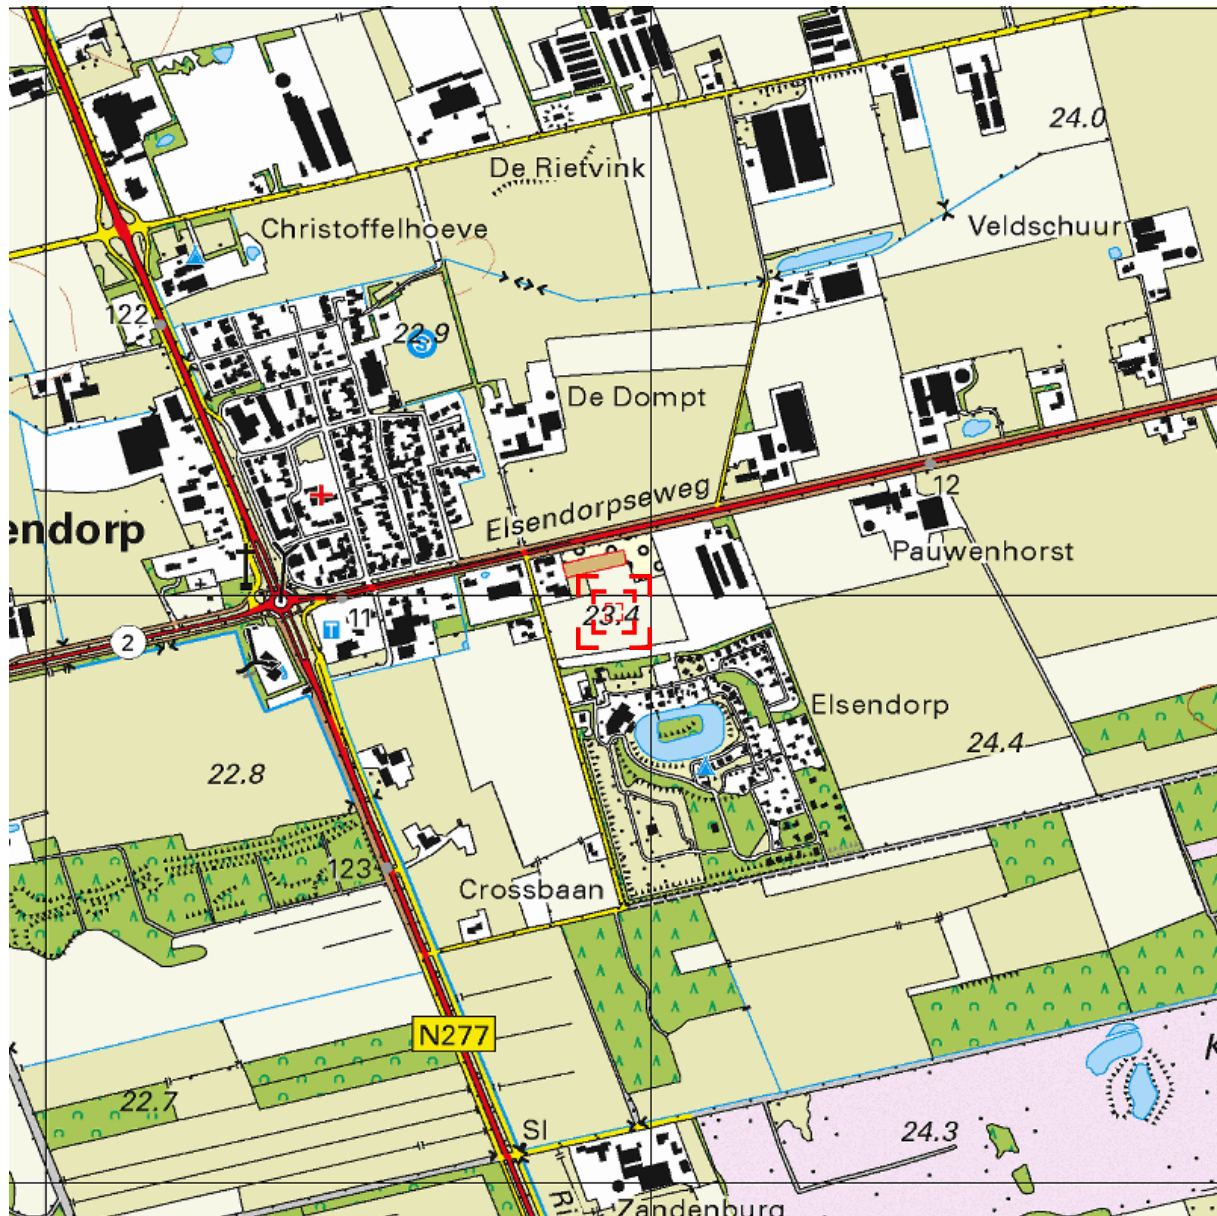 24.0
De Rietvink
Veldschuur
Christoffelhoeve
122
22.9
S
De Dompt
12
Elsendorpseweg
endorp
Pauwenhorst
11
23.4
T
2
Elsendorp
24.4
22.8
123
Crossbaan
N277
K
22.7
SI
24.3
Ri
Zandenburg